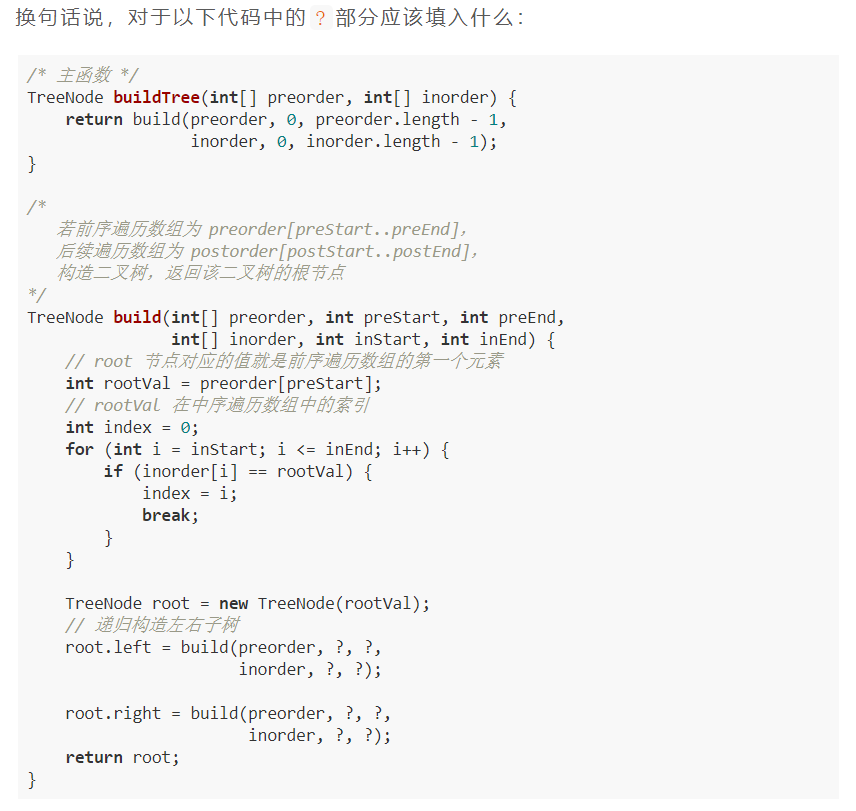 换句话说，对于以下代码中的 ? 部分应该填入什么：
/* 主函数 */
TreeNode buildTree(int[] preorder, int[] inorder) {
    return build(preorder, 0, preorder.length - 1,
                 inorder, 0, inorder.length - 1);
}
/*
   若前序遍历数组为 preorder[preStart..preEnd]，
   后续遍历数组为 postorder[postStart..postEnd]，
   构造二叉树，返回该二叉树的根节点
*/
TreeNode build(int[] preorder, int preStart, int preEnd,
               int[] inorder, int inStart, int inEnd) {
    // root 节点对应的值就是前序遍历数组的第一个元素
    int rootVal = preorder[preStart];
    // rootVal 在中序遍历数组中的索引
    int index = 0;
    for (int i = inStart; i <= inEnd; i++) {
        if (inorder[i] == rootVal) {
            index = i;
            break;
        }
    }
    TreeNode root = new TreeNode(rootVal);
    // 递归构造左右子树
    root.left = build(preorder, ?, ?,
                      inorder, ?, ?);
    root.right = build(preorder, ?, ?,
                       inorder, ?, ?);
    return root;
}